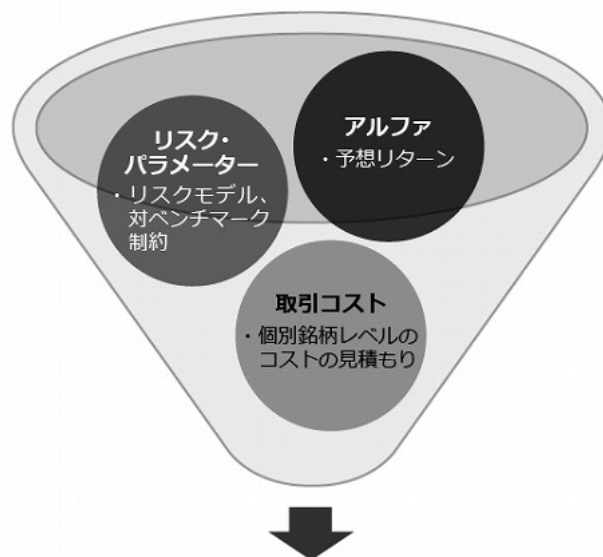 リスク・
パラメーター
・リスクモデル、
対ベンチマーク
制約
アルファ
・予想リターン
取引コスト
・個別銘柄レベルの
コストの見積もり